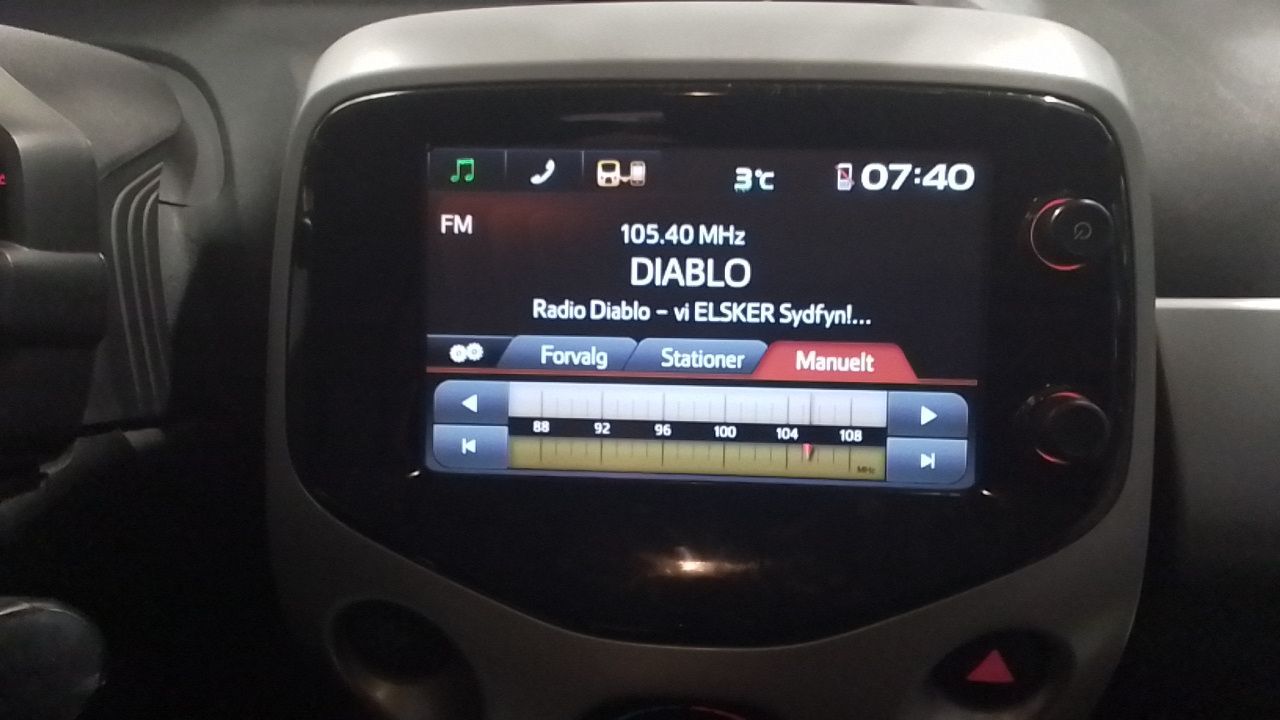 3°C 07:40
FM
105.40 MHz
DIABLO
Radio Diablo - vi ELSKER Sydfyn!...
Forvalg Stationer Manuelt
88 92 96 100 104 108
MHz